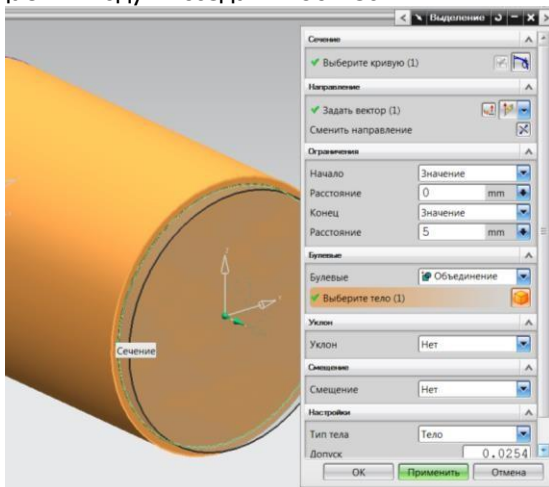 Выделение
Сечение
Выберите кривую (1)
Направление
Задать вектор (1)
Сменить направление
Ограничения
Начало Значение
Расстояние 0 mm
Конец Значение
Расстояние 5 mm
Булевые
Булевые Объединение
Выберите тело (1)
Уклон
Уклон Нет
Смещение
Смещение Нет
Настройки
Тип тела Тело
Допуск 0.0254
OK Применить Отмена
Сечение